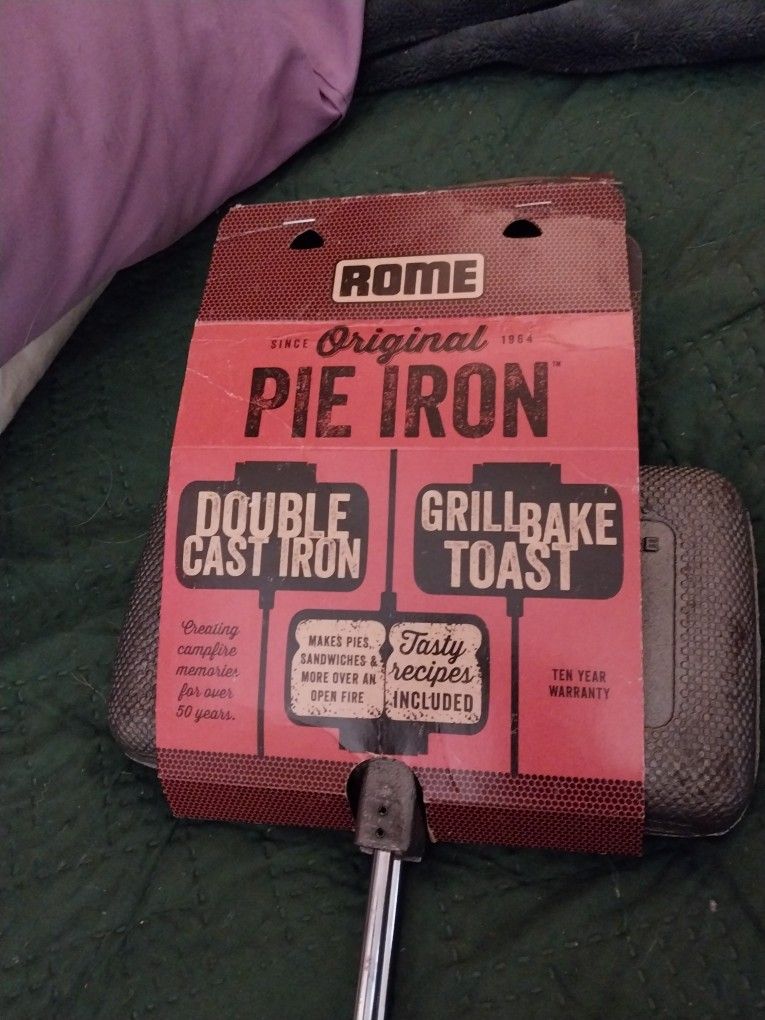 ROME
SINCE Original 1964
PIE IRON™
DOUBLE
CAST IRON
GRILL BAKE
TOAST
Creating
campfire
memories
for over
50 years.
MAKES PIES,
SANDWICHES &
MORE OVER AN
OPEN FIRE
Tasty
recipes
INCLUDED
TEN YEAR
WARRANTY